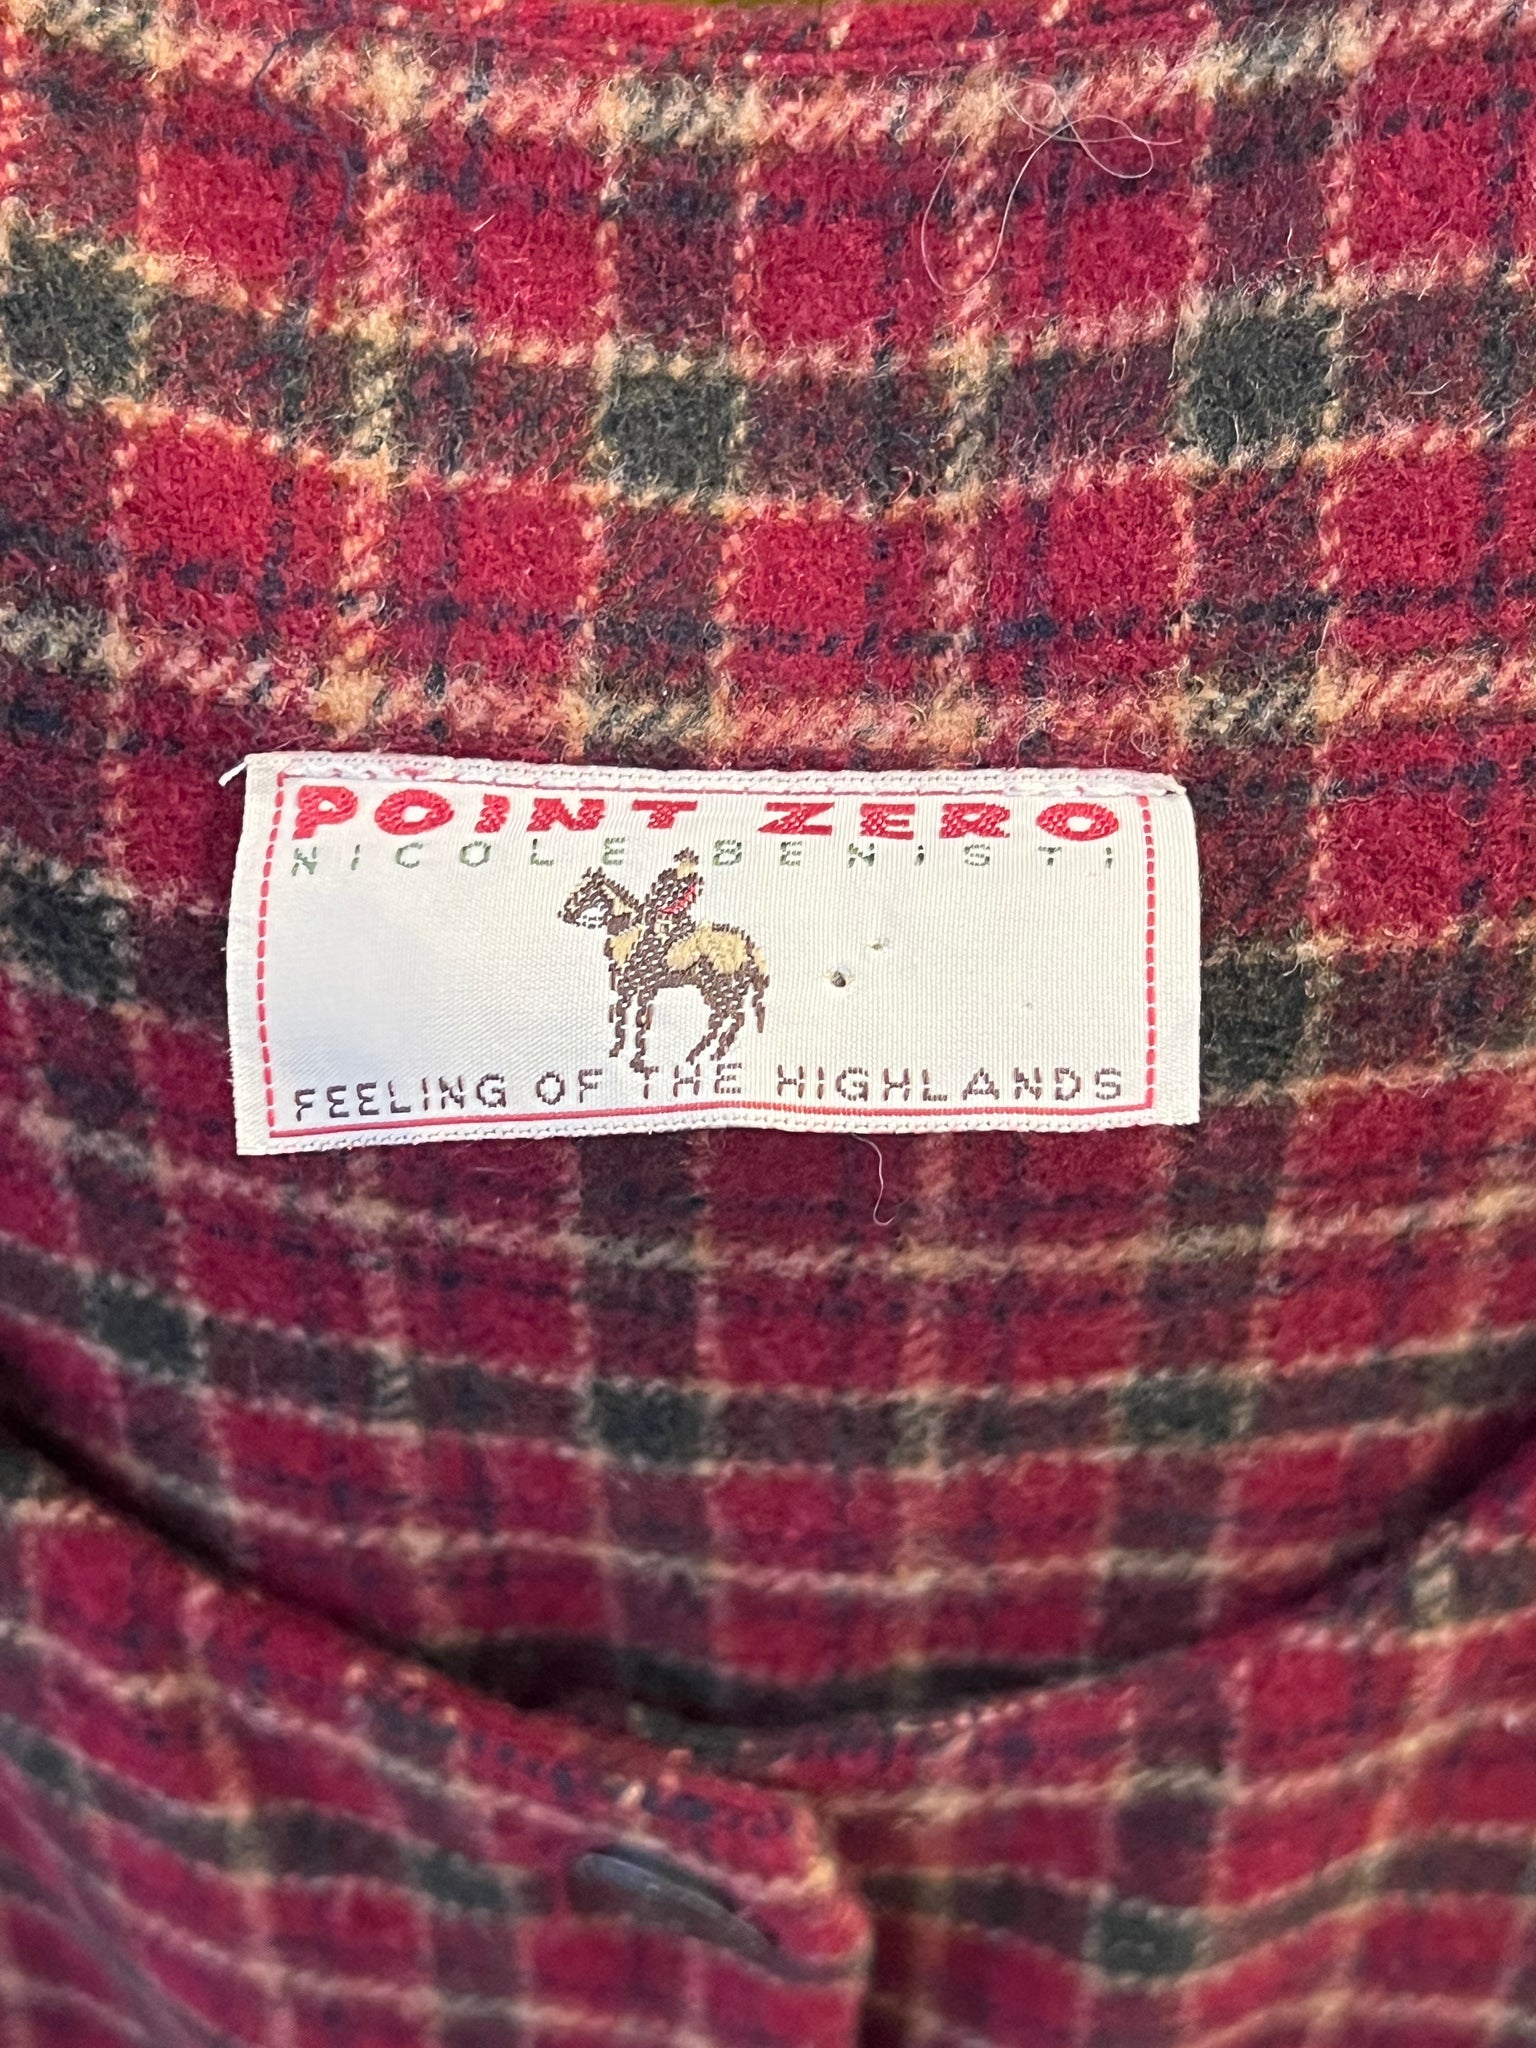 POINT ZERO
NICOLE BENISTI
FEELING OF THE HIGHLANDS